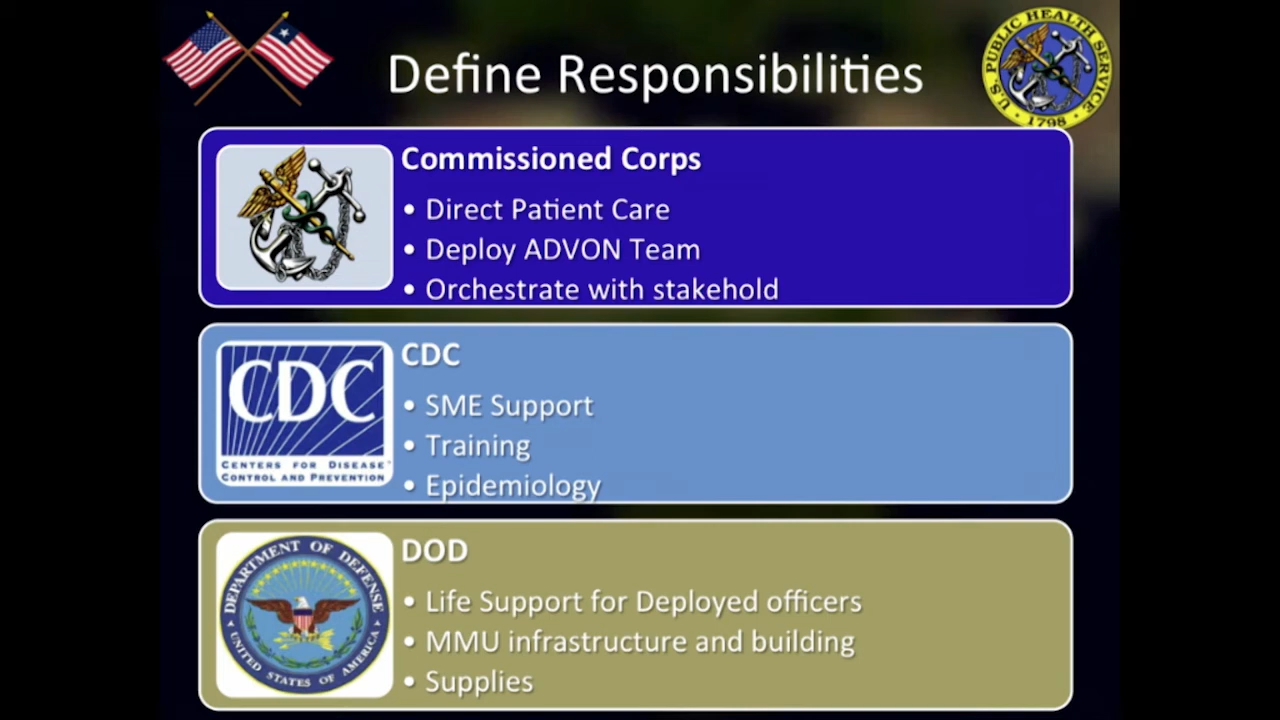 Define Responsibilities
U.S. PUBLIC HEALTH SERVICE
1798
Commissioned Corps
• Direct Patient Care
• Deploy ADVON Team
• Orchestrate with stakehold
CDC
CENTERS FOR DISEASE
CONTROL AND PREVENTION
CDC
• SME Support
• Training
• Epidemiology
DEPARTMENT OF DEFENSE
UNITED STATES OF AMERICA
DOD
• Life Support for Deployed officers
• MMU infrastructure and building
• Supplies